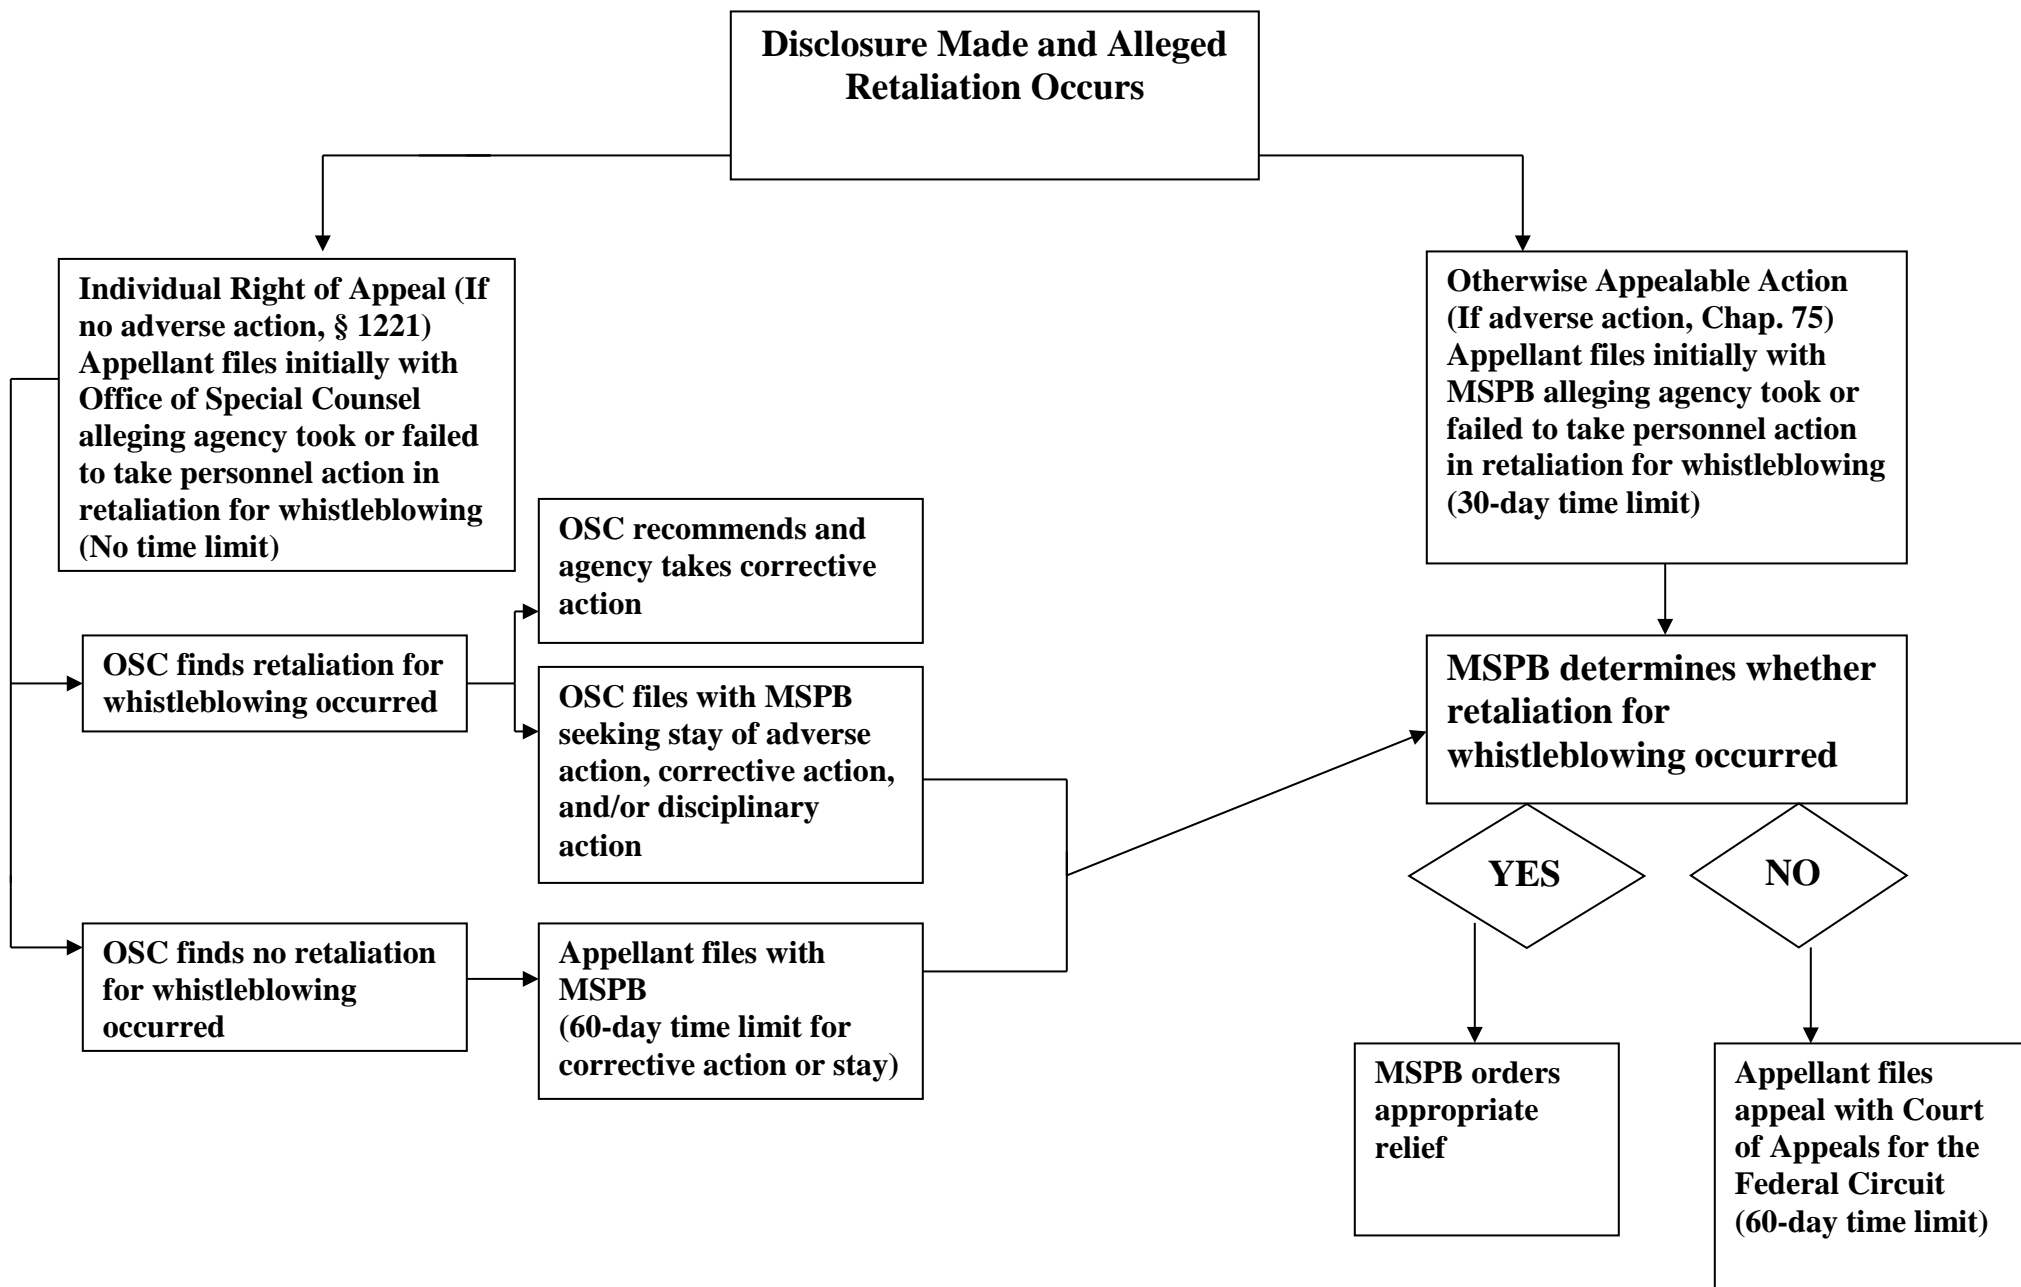 Disclosure Made and Alleged
Retaliation Occurs
Individual Right of Appeal (If
no adverse action, § 1221)
Appellant files initially with
Office of Special Counsel
alleging agency took or failed
to take personnel action in
retaliation for whistleblowing
(No time limit)
Otherwise Appealable Action
(If adverse action, Chap. 75)
Appellant files initially with
MSPB alleging agency took or
failed to take personnel action
in retaliation for whistleblowing
(30-day time limit)
OSC recommends and
agency takes corrective
action
OSC finds retaliation for
whistleblowing occurred
OSC files with MSPB
seeking stay of adverse
action, corrective action,
and/or disciplinary
action
MSPB determines whether
retaliation for
whistleblowing occurred
YES
NO
OSC finds no retaliation
for whistleblowing
occurred
Appellant files with
MSPB
(60-day time limit for
corrective action or stay)
MSPB orders
appropriate
relief
Appellant files
appeal with Court
of Appeals for the
Federal Circuit
(60-day time limit)